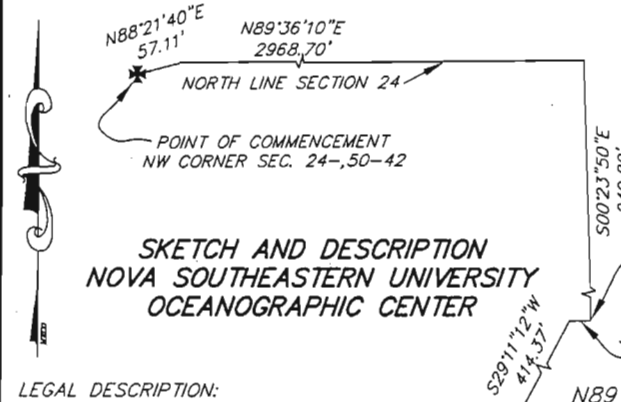 N88°21'40"E
57.11'
N89°36'10"E
2968.70'
NORTH LINE SECTION 24
POINT OF COMMENCEMENT
NW CORNER SEC. 24-,50-42
S00°23'50"E
SKETCH AND DESCRIPTION
NOVA SOUTHEASTERN UNIVERSITY
OCEANOGRAPHIC CENTER
S29°11'12"W
414.37'
N89
LEGAL DESCRIPTION: